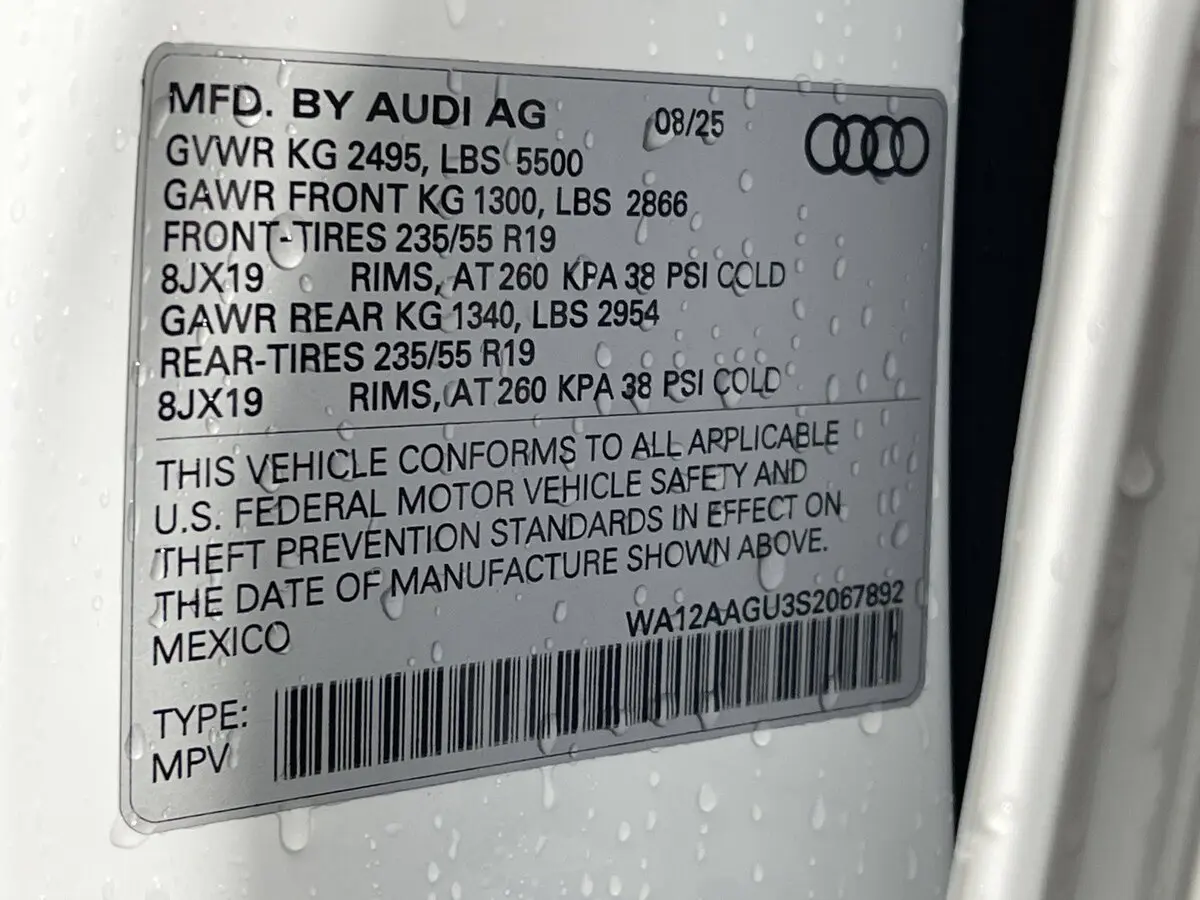 MFD. BY AUDI AG 08/25
GVWR KG 2495, LBS 5500
GAWR FRONT KG 1300, LBS 2866
FRONT-TIRES 235/55 R19
8JX19 RIMS, AT 260 KPA 38 PSI COLD
GAWR REAR KG 1340, LBS 2954
REAR-TIRES 235/55 R19
8JX19 RIMS, AT 260 KPA 38 PSI COLD
THIS VEHICLE CONFORMS TO ALL APPLICABLE
U.S. FEDERAL MOTOR VEHICLE SAFETY AND
THEFT PREVENTION STANDARDS IN EFFECT ON
THE DATE OF MANUFACTURE SHOWN ABOVE.
MEXICO WA12AAGU3S2067892
TYPE:
MPV